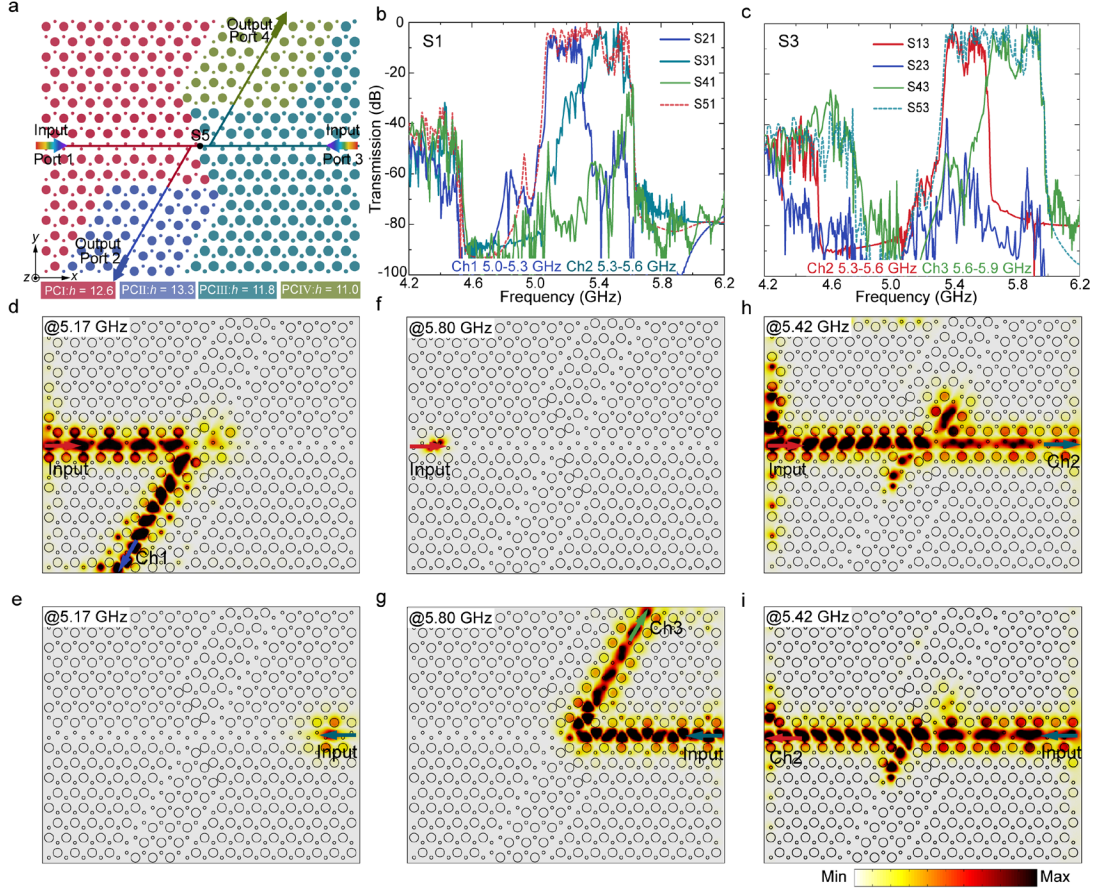 a
Output
Port 4
S5
Input
Port 1
Input
Port 3
Output
Port 2
y
z
x
PCI:h = 12.6
PCII:h = 13.3
PCIII:h = 11.8
PCIV:h = 11.0
b
S1
S21
S31
S41
S51
Transmission (dB)
0
-20
-40
-60
-80
-100
Ch1 5.0-5.3 GHz
Ch2 5.3-5.6 GHz
4.2
4.6
5.0
5.4
5.8
6.2
Frequency (GHz)
c
S3
S13
S23
S43
S53
Ch2 5.3-5.6 GHz
Ch3 5.6-5.9 GHz
4.2
4.6
5.0
5.4
5.8
6.2
Frequency (GHz)
d
@5.17 GHz
Input
Ch1
f
@5.80 GHz
Input
h
@5.42 GHz
Input
Ch2
e
@5.17 GHz
Input
g
@5.80 GHz
Ch3
Input
i
@5.42 GHz
Ch2
Input
Min
Max